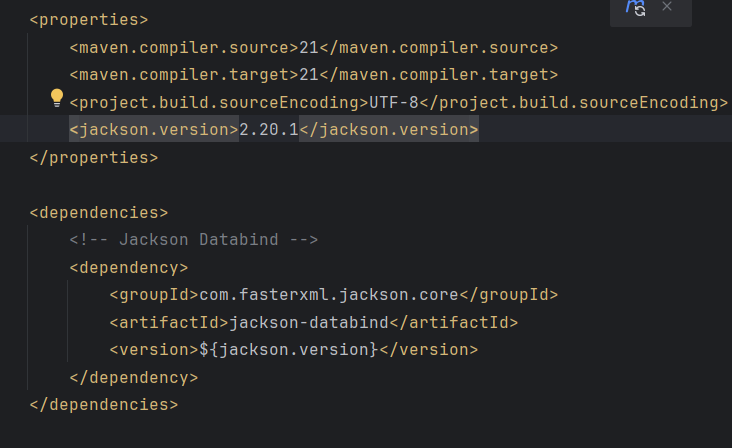 <properties>
    <maven.compiler.source>21</maven.compiler.source>
    <maven.compiler.target>21</maven.compiler.target>
    <project.build.sourceEncoding>UTF-8</project.build.sourceEncoding>
    <jackson.version>2.20.1</jackson.version>
</properties>

<dependencies>
    <!-- Jackson Databind -->
    <dependency>
        <groupId>com.fasterxml.jackson.core</groupId>
        <artifactId>jackson-databind</artifactId>
        <version>${jackson.version}</version>
    </dependency>
</dependencies>